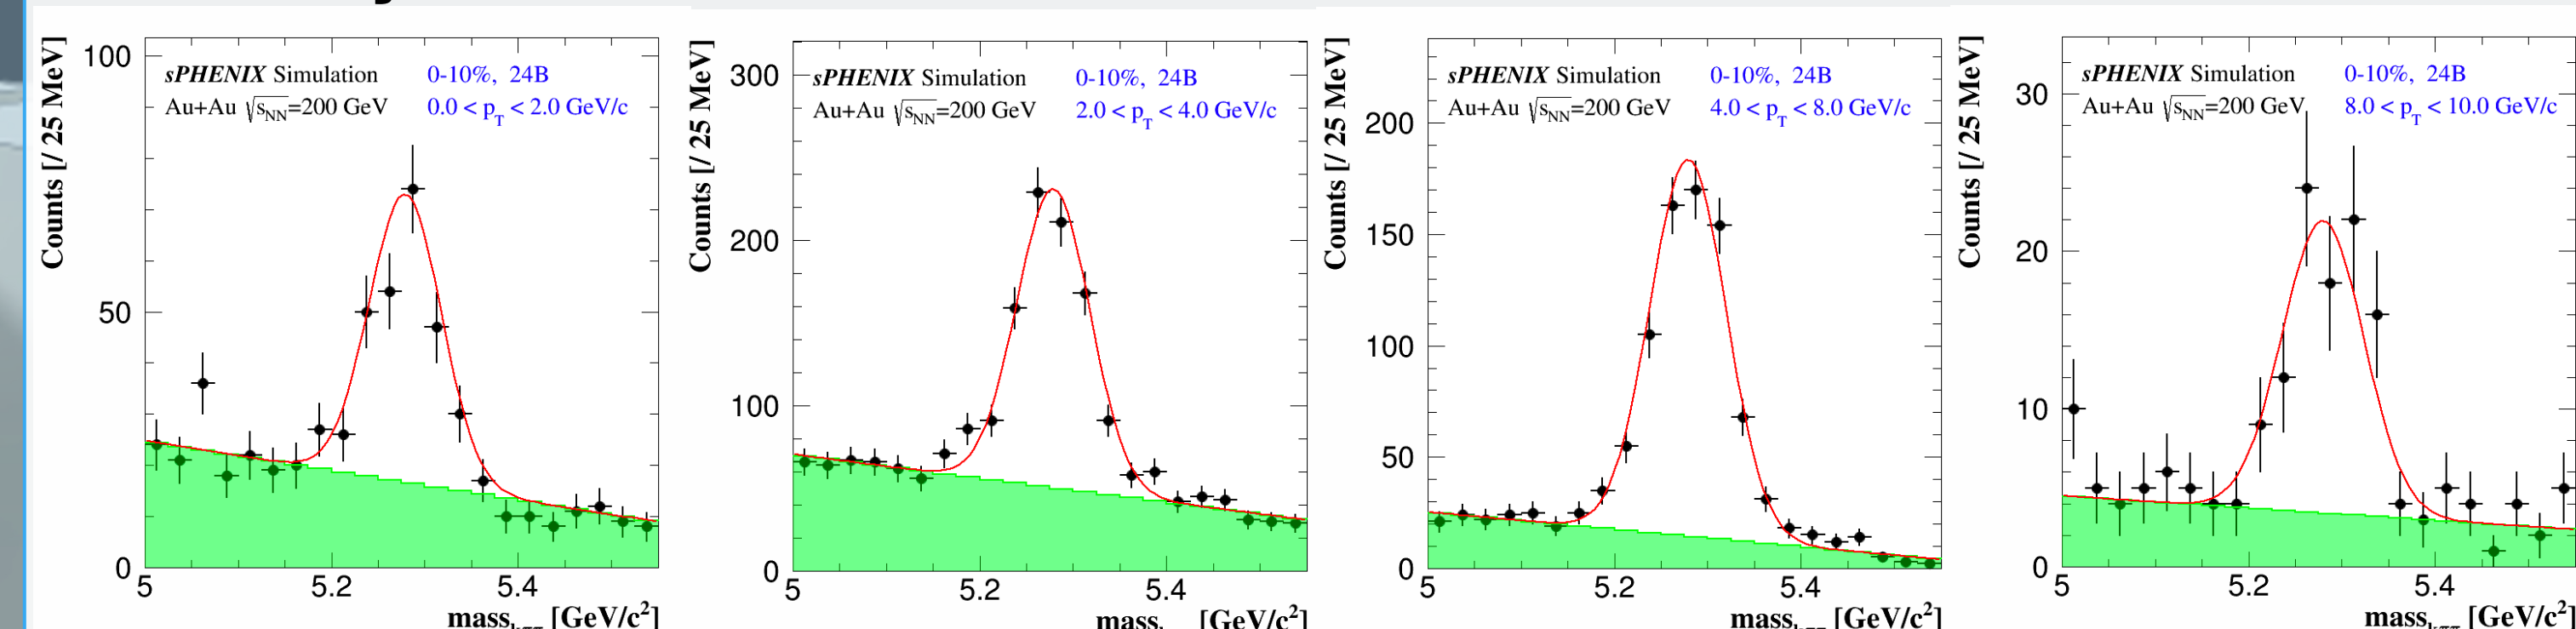 100
50
0
5
5.2
5.4
Counts [/ 25 MeV]
sPHENIX Simulation
Au+Au √sNN=200 GeV
0-10%, 24B
0.0 < pT < 2.0 GeV/c
[GeV/c²]
300
200
100
0
5
5.2
5.4
Counts [/ 25 MeV]
sPHENIX Simulation
Au+Au √sNN=200 GeV
0-10%, 24B
2.0 < pT < 4.0 GeV/c
[GeV/c²]
200
150
100
50
0
5
5.2
5.4
Counts [/ 25 MeV]
sPHENIX Simulation
Au+Au √sNN=200 GeV
0-10%, 24B
4.0 < pT < 8.0 GeV/c
[GeV/c²]
30
20
10
0
5
5.2
5.4
Counts [/ 25 MeV]
sPHENIX Simulation
Au+Au √sNN=200 GeV
0-10%, 24B
8.0 < pT < 10.0 GeV/c
[GeV/c²]